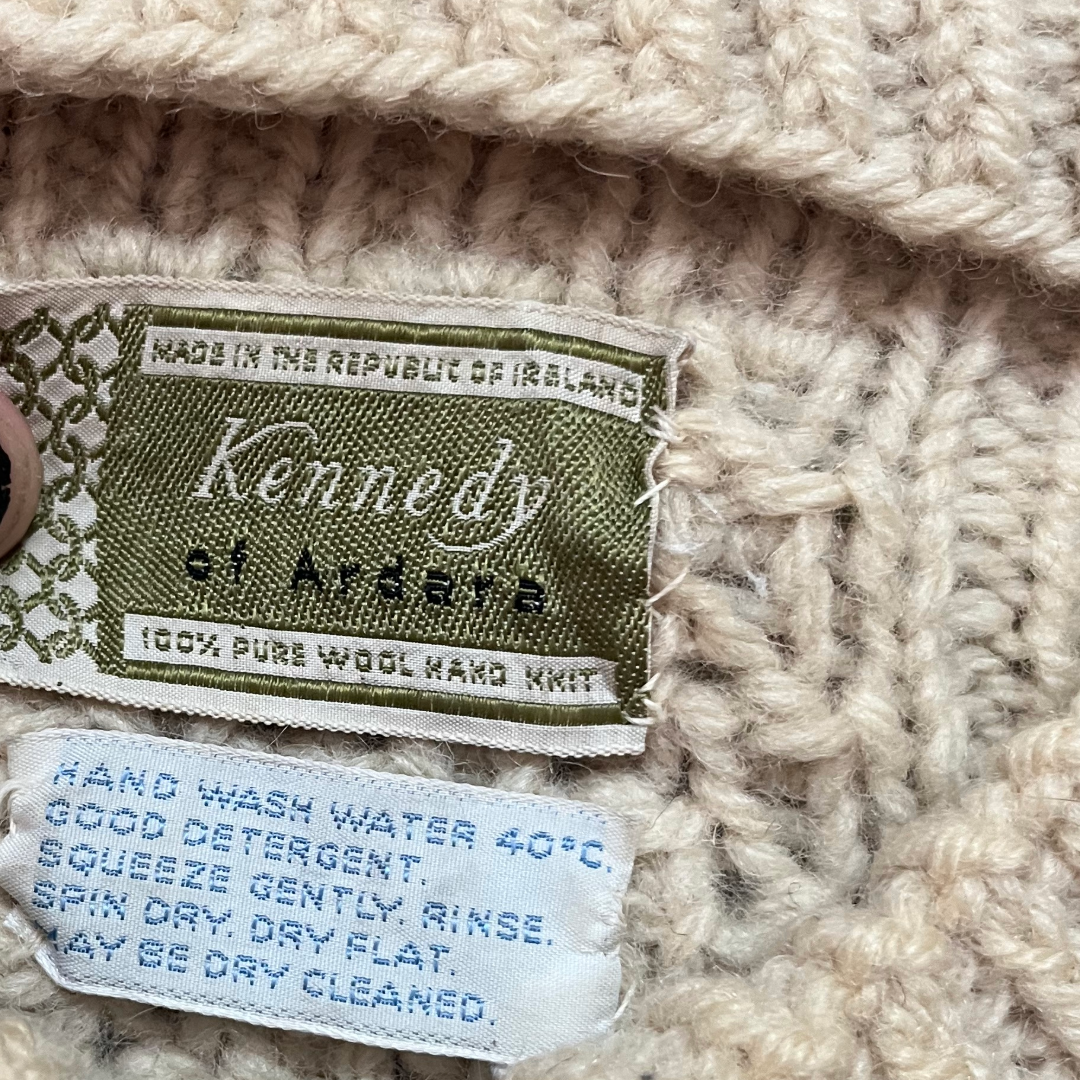 MADE IN THE REPUBLIC OF IRELAND
Kennedy
of Ardara
100% PURE WOOL HAND KNIT
HAND WASH WATER 40°C.
GOOD DETERGENT.
SQUEEZE GENTLY. RINSE.
SPIN DRY. DRY FLAT.
MAY BE DRY CLEANED.